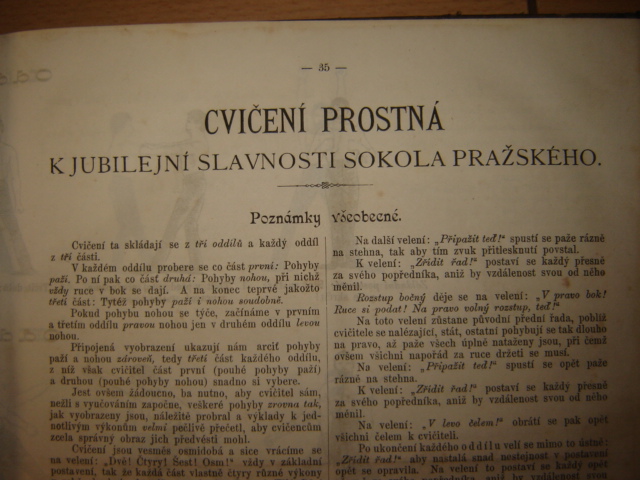 — 35 —
CVIČENÍ PROSTNÁ
K JUBILEJNÍ SLAVNOSTI SOKOLA PRAŽSKÉHO.
Poznámky všeobecné.
Cvičení ta skládají se z tří oddílů a každý oddíl
z tří části.
V každém oddílu probere se co část první: Pohyby
paží. Po ní pak co část druhá: Pohyby nohou, při nichž
vždy ruce v bok se dají. A na konec teprvé jakožto
třetí část: Tytéž pohyby paží i nohou soudobně.
Pokud pohybu nohou se týče, začínáme v prvním
a třetím oddílu pravou nohou jen v druhém oddílu levou
nohou.
Připojená vyobrazení ukazují nám arciť pohyby
paží a nohou zároveň, tedy třetí část každého oddílu,
z níž však cvičitel část první (pouhé pohyby paží)
a druhou (pouhé pohyby nohou) snadno si vybere.
Jest ovšem žádoucno, ba nutno, aby cvičitel sám,
nežli s vyučováním započne, veškeré pohyby zrovna tak,
jak vyobrazeny jsou, náležitě probral a výklady k jed-
notlivým výkonům velmi pečlivě přečetl, aby cvičencům
zcela správný obraz jich předvésti mohl.
Cvičení jsou vesměs osmidobá a sice vracíme se
na velení: „Dvě! Čtyry! Šest! Osm!“ vždy v základní
postavení, tak že každá část vlastně čtyry různé výkony
Na další velení: „Připažit teď!“ spustí se paže rázně
na stehna, tak aby tím zvuk přitlesknutí povstal.
K velení: „Zřídit řad!“ postaví se každý přesně
za svého popředníka, aniž by vzdálenost svou od něho
měnil.
Rozstup bočný děje se na velení: „V pravo bok!
Ruce si podat! Na pravo volný rozstup, teď!“
Na toto velení zůstane původní přední řada, poblíž
cvičitele se nalézající, stát, ostatní pohybují se tak dlouho
na pravo, až paže všech úplně nataženy jsou, při čemž
ovšem všichni napořád za ruce držeti se musí.
Na velení: „Připažit teď!“ spustí se opět paže
rázně na stehna.
K velení: „Zřídit řad!“ postaví se každý přesně
za svého popředníka, aniž by vzdálenost svou od něho
měnil.
Na velení: „V levo čelem!“ obrátí se pak opět
všichni čelem k cvičiteli.
Po ukončení každého oddílu velí se mimo to ústně:
„Zřídit řad!“ aby nastalá snad nestejnost v postavení
opět se opravila. Na velení to postaví se každý opět